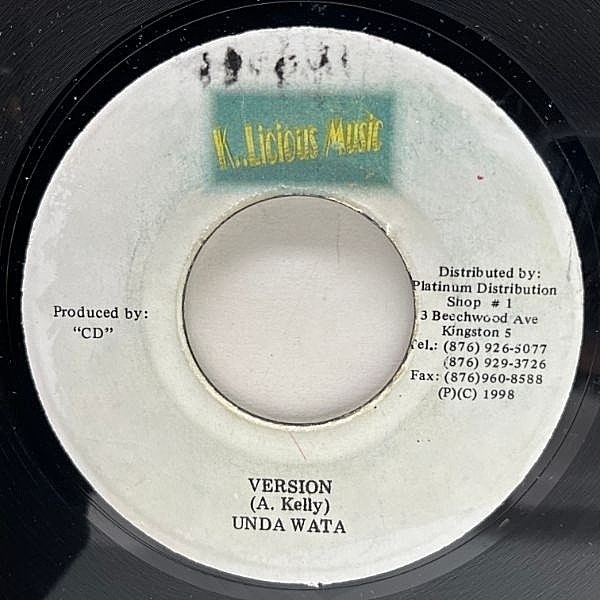 K..Licious Music
Produced by:
"CD"
Distributed by:
Platinum Distribution
Shop # 1
3 Beechwood Ave
Kingston 5
Tel.: (876) 926-5077
(876) 929-3726
Fax: (876)960-8588
(P)(C) 1998
VERSION
(A. Kelly)
UNDA WATA